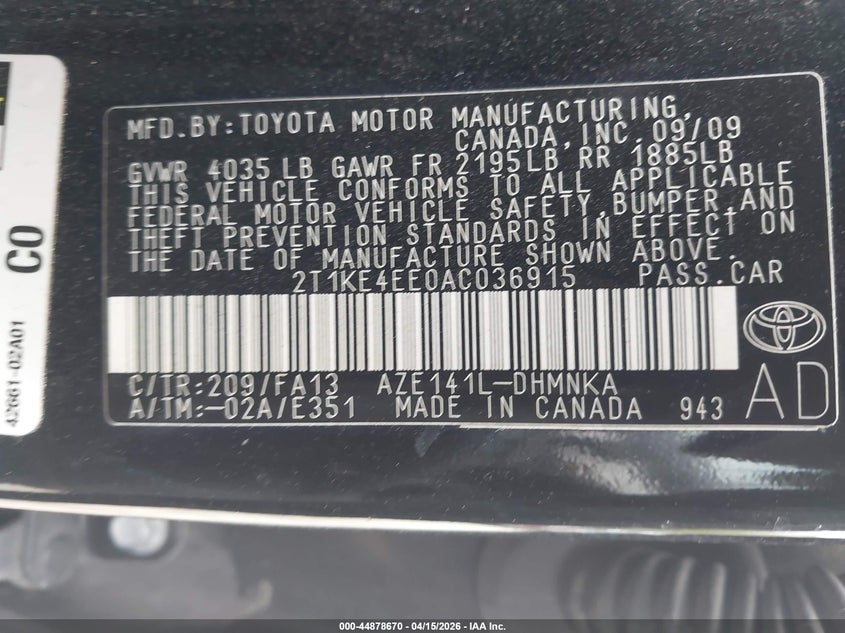 MFD.BY:TOYOTA MOTOR MANUFACTURING,
CANADA,INC.09/09
GVWR 4035 LB GAWR FR 2195LB RR 1885LB
THIS VEHICLE CONFORMS TO ALL APPLICABLE
FEDERAL MOTOR VEHICLE SAFETY,BUMPER,AND
THEFT PREVENTION STANDARDS IN EFFECT ON
THE DATE OF MANUFACTURE SHOWN ABOVE.
2T1KE4EE0AC036915 PASS.CAR
C/TR:209/FA13 AZE141L-DHMNKA
A/TM:-02A/E351 MADE IN CANADA 943
AD
CO
42661-02A01
000-44878670 - 04/15/2026 - IAA Inc.